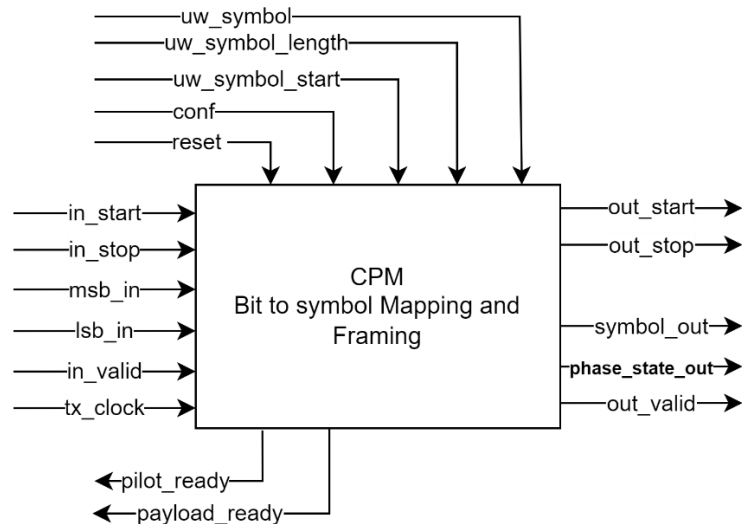 uw_symbol
uw_symbol_length
uw_symbol_start
conf
reset
in_start
in_stop
msb_in
lsb_in
in_valid
tx_clock
CPM
Bit to symbol Mapping and
Framing
out_start
out_stop
symbol_out
phase_state_out
out_valid
pilot_ready
payload_ready